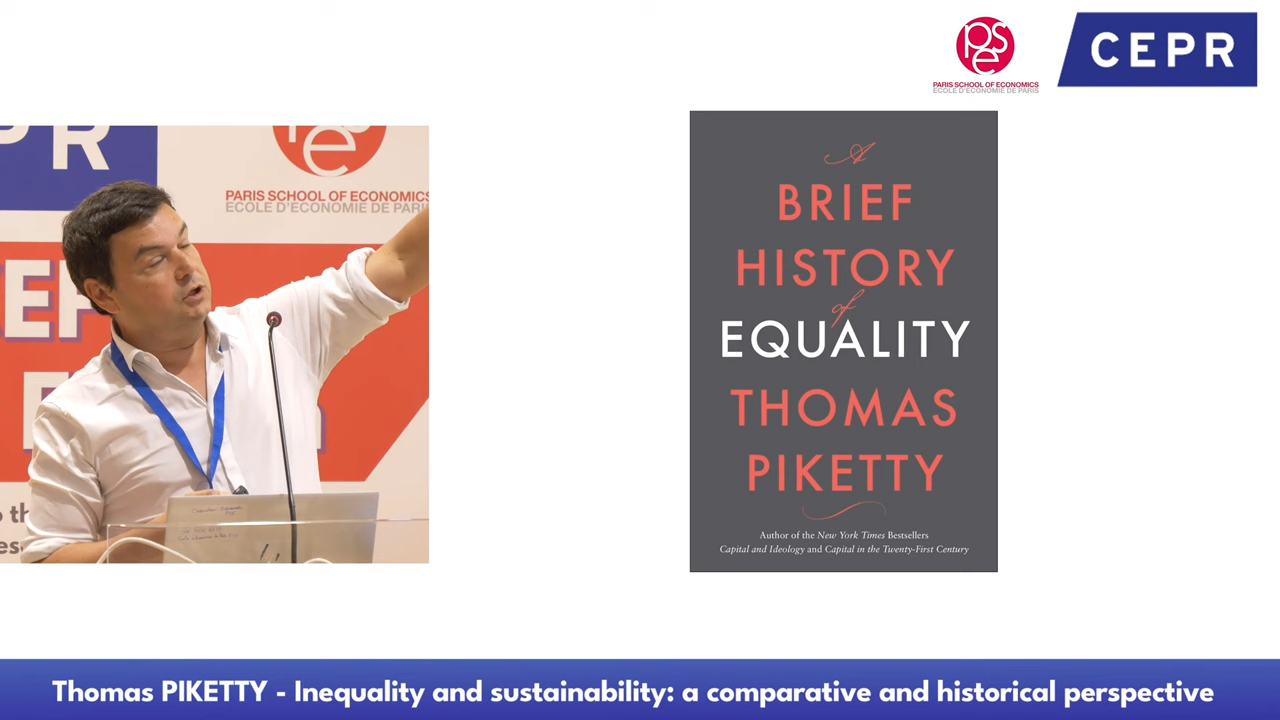 pse
PARIS SCHOOL OF ECONOMICS
ECOLE D'ECONOMIE DE PARIS
CEPR
PR
e
PARIS SCHOOL OF ECONOMICS
ECOLE D'ECONOMIE DE PARIS
A
BRIEF
HISTORY
of
EQUALITY
THOMAS
PIKETTY
Author of the New York Times Bestsellers
Capital and Ideology and Capital in the Twenty-First Century
Thomas PIKETTY - Inequality and sustainability: a comparative and historical perspective